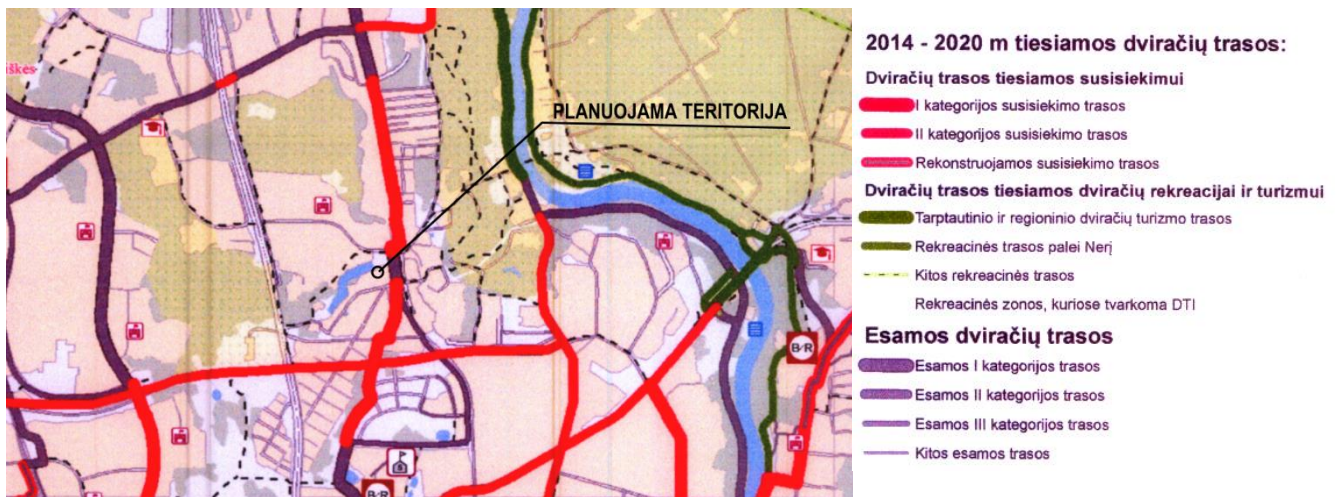 iškės
PLANUOJAMA TERITORIJA
B/R
B/R
2014 - 2020 m tiesiamos dviračių trasos:
Dviračių trasos tiesiamos susisiekimui
I kategorijos susisiekimo trasos
II kategorijos susisiekimo trasos
Rekonstruojamos susisiekimo trasos
Dviračių trasos tiesiamos dviračių rekreacijai ir turizmui
Tarptautinio ir regioninio dviračių turizmo trasos
Rekreacinės trasos palei Nerį
Kitos rekreacinės trasos
Rekreacinės zonos, kuriose tvarkoma DTI
Esamos dviračių trasos
Esamos I kategorijos trasos
Esamos II kategorijos trasos
Esamos III kategorijos trasos
Kitos esamos trasos